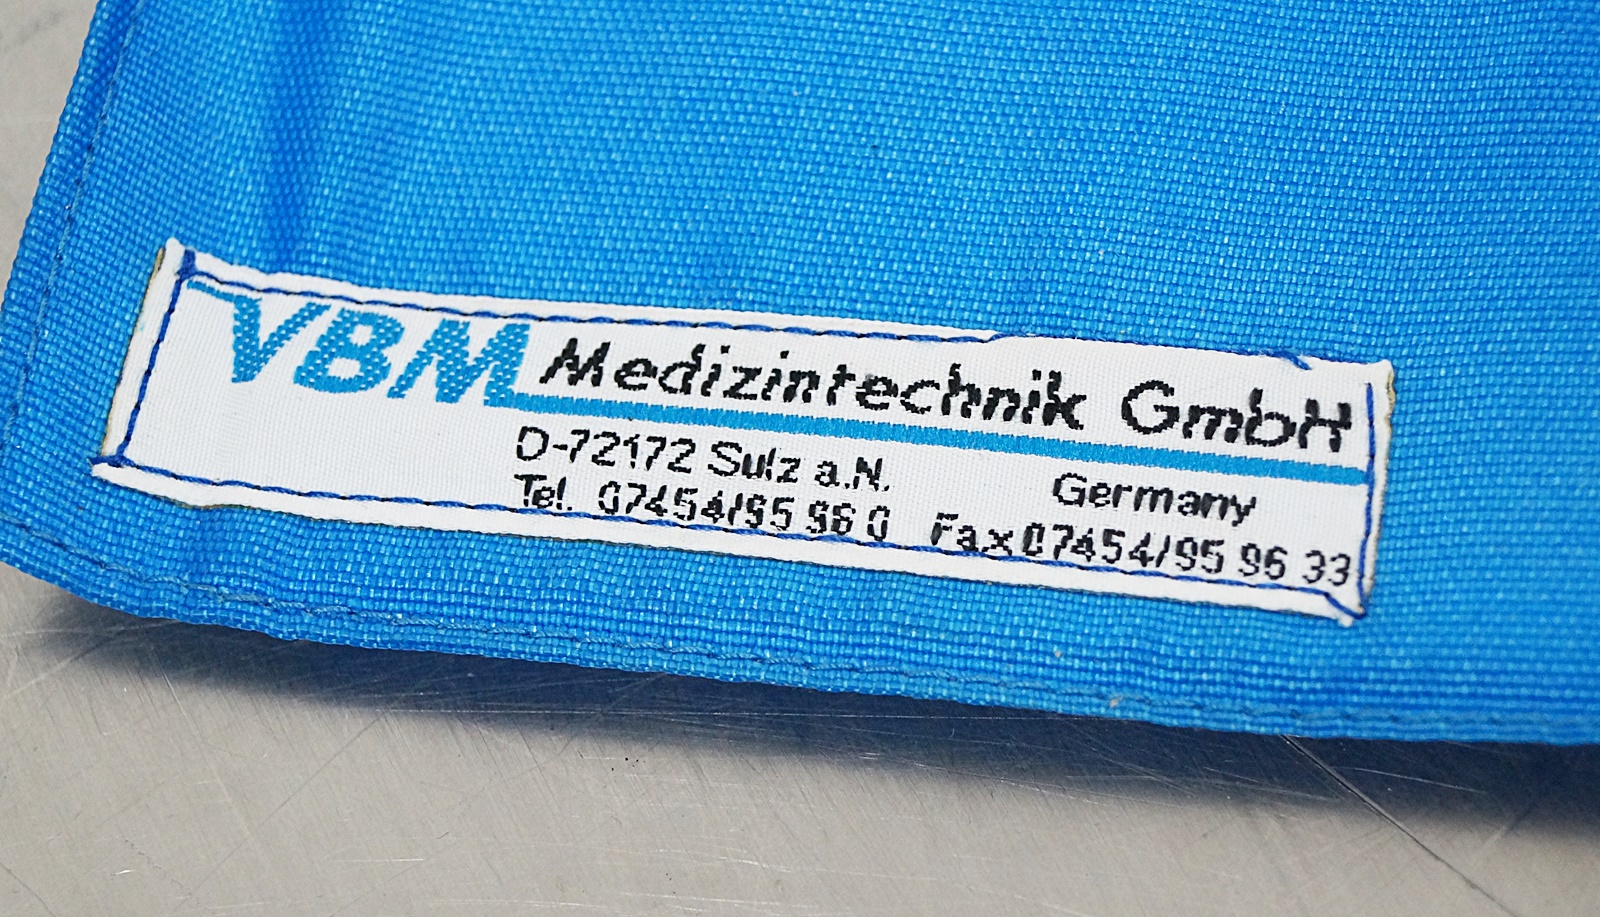 VBM Medizintechnik GmbH
D-72172 Sulz a.N. Germany
Tel. 07454/95 96 0 Fax 07454/95 96 33